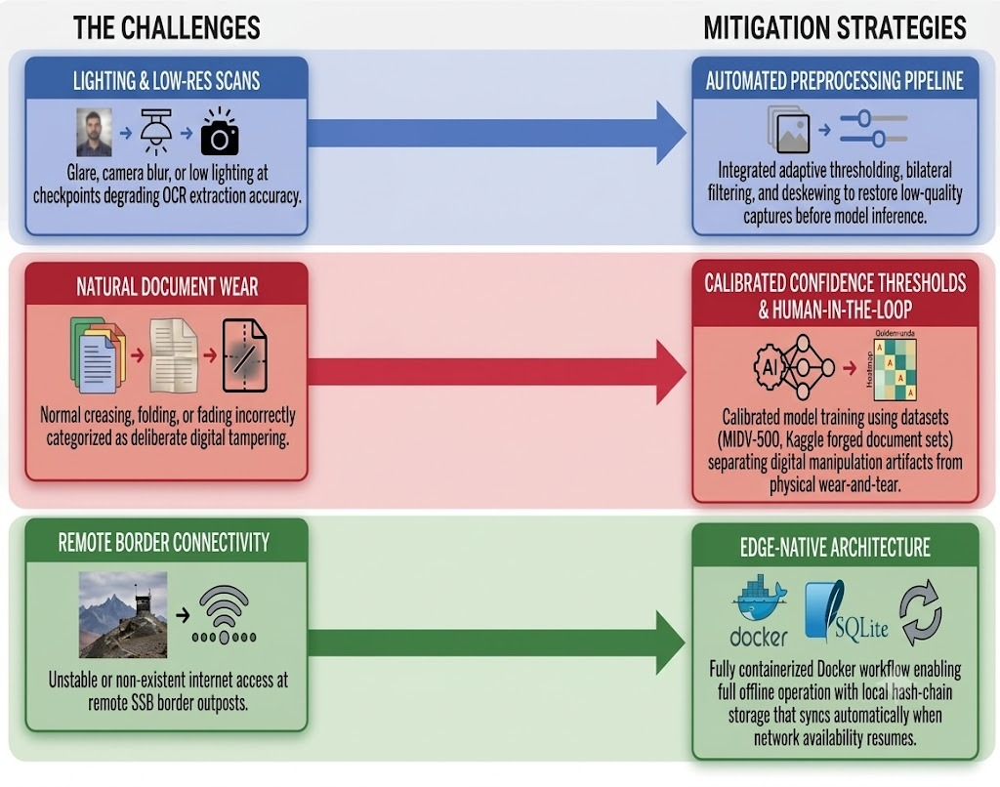 THE CHALLENGES
MITIGATION STRATEGIES
LIGHTING & LOW-RES SCANS
Glare, camera blur, or low lighting at
checkpoints degrading OCR extraction accuracy.
AUTOMATED PREPROCESSING PIPELINE
Integrated adaptive thresholding, bilateral
filtering, and deskewing to restore low-quality
captures before model inference.
NATURAL DOCUMENT WEAR
Normal creasing, folding, or fading incorrectly
categorized as deliberate digital tampering.
CALIBRATED CONFIDENCE THRESHOLDS
& HUMAN-IN-THE-LOOP
AI
Heatmap
A
A
A
A
Calibrated model training using datasets
(MIDV-500, Kaggle forged document sets)
separating digital manipulation artifacts from
physical wear-and-tear.
REMOTE BORDER CONNECTIVITY
Unstable or non-existent internet access at
remote SSB border outposts.
EDGE-NATIVE ARCHITECTURE
docker
SQLite
Fully containerized Docker workflow enabling
full offline operation with local hash-chain
storage that syncs automatically when
network availability resumes.